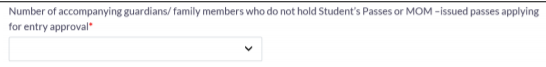 Number of accompanying guardians/ family members who do not hold Student's Passes or MOM –issued passes applying
for entry approval*